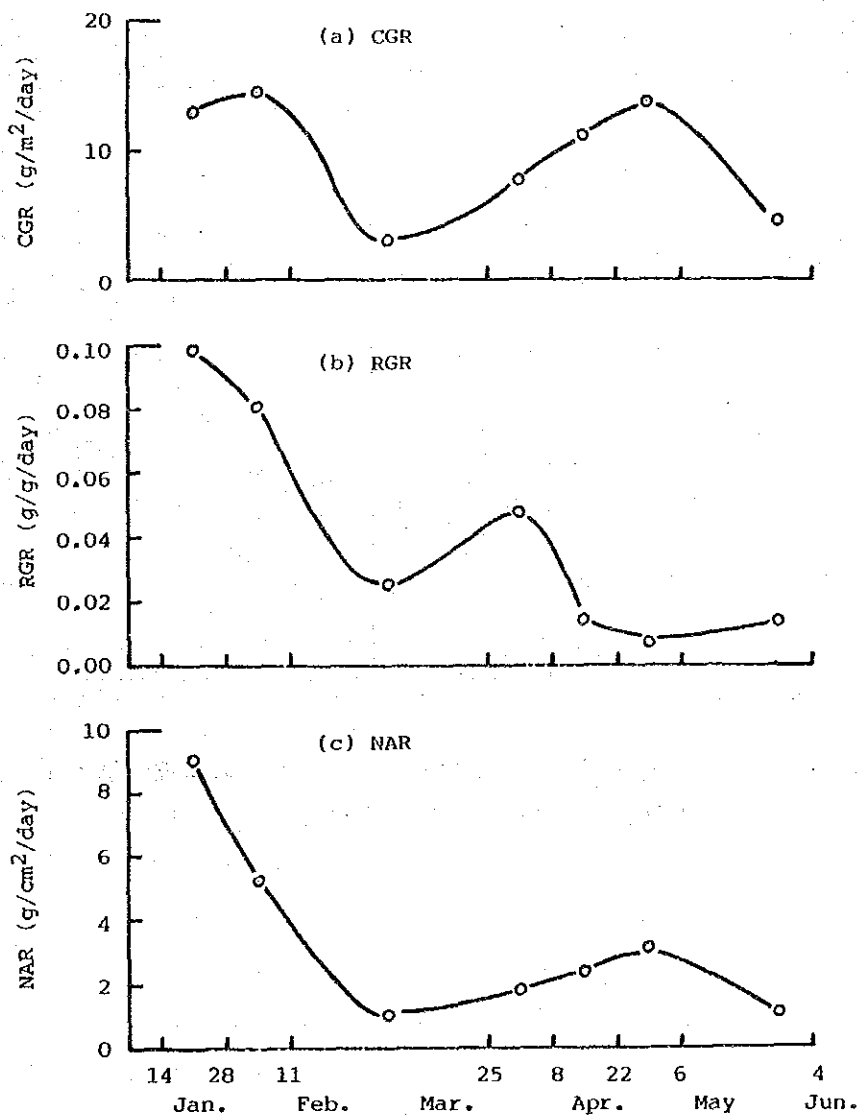 20
(a) CGR
10
0
CGR (g/m²/day)
0.10
(b) RGR
0.08
0.06
0.04
0.02
0.00
RGR (g/g/day)
10
(c) NAR
8
6
4
2
0
NAR (g/cm²/day)
14 28 11 25 8 22 6 4
Jan. Feb. Mar. Apr. May Jun.